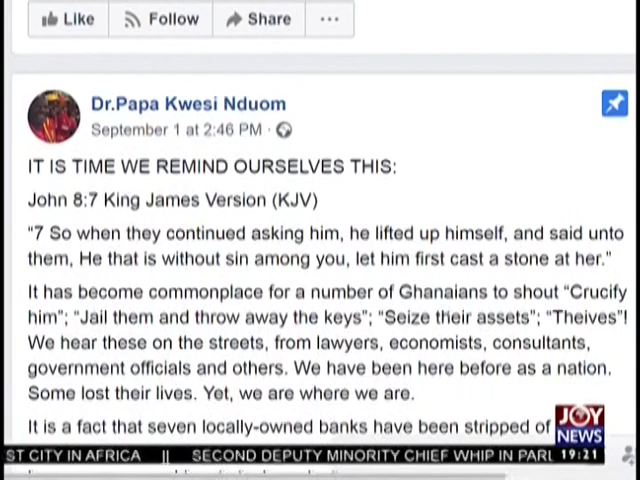 Like Follow Share ...
Dr.Papa Kwesi Nduom
September 1 at 2:46 PM ·
IT IS TIME WE REMIND OURSELVES THIS:
John 8:7 King James Version (KJV)
"7 So when they continued asking him, he lifted up himself, and said unto
them, He that is without sin among you, let him first cast a stone at her."
It has become commonplace for a number of Ghanaians to shout "Crucify
him"; "Jail them and throw away the keys"; "Seize their assets"; "Theives"!
We hear these on the streets, from lawyers, economists, consultants,
government officials and others. We have been here before as a nation.
Some lost their lives. Yet, we are where we are.
It is a fact that seven locally-owned banks have been stripped of
JOY
NEWS
ST CITY IN AFRICA || SECOND DEPUTY MINORITY CHIEF WHIP IN PARL 19:21